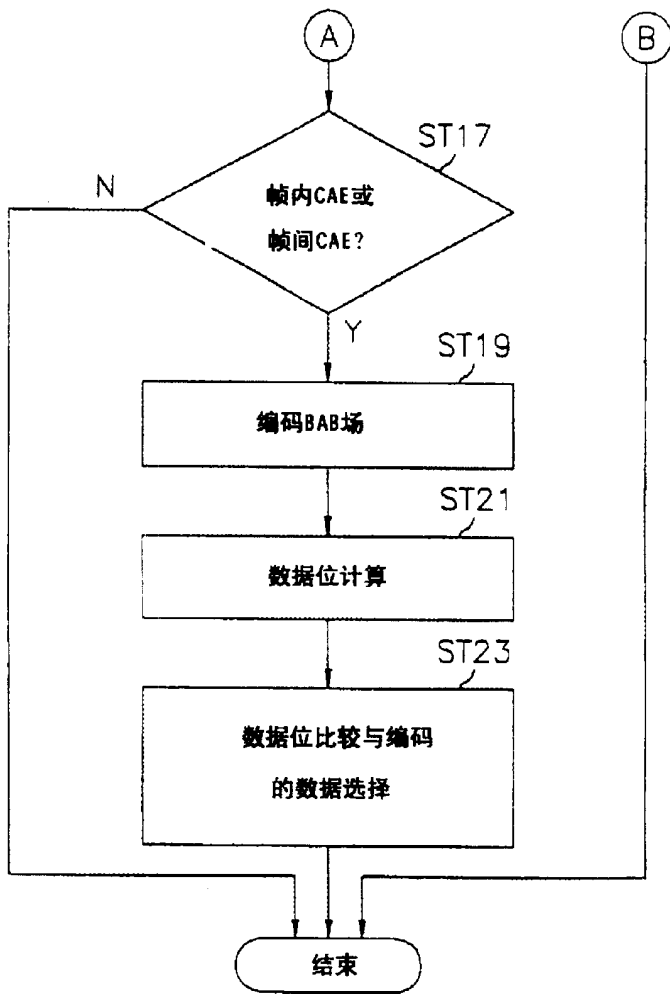 A
B
ST17
N
帧内CAE或
帧间CAE?
Y
ST19
编码BAB场
ST21
数据位计算
ST23
数据位比较与编码
的数据选择
结束